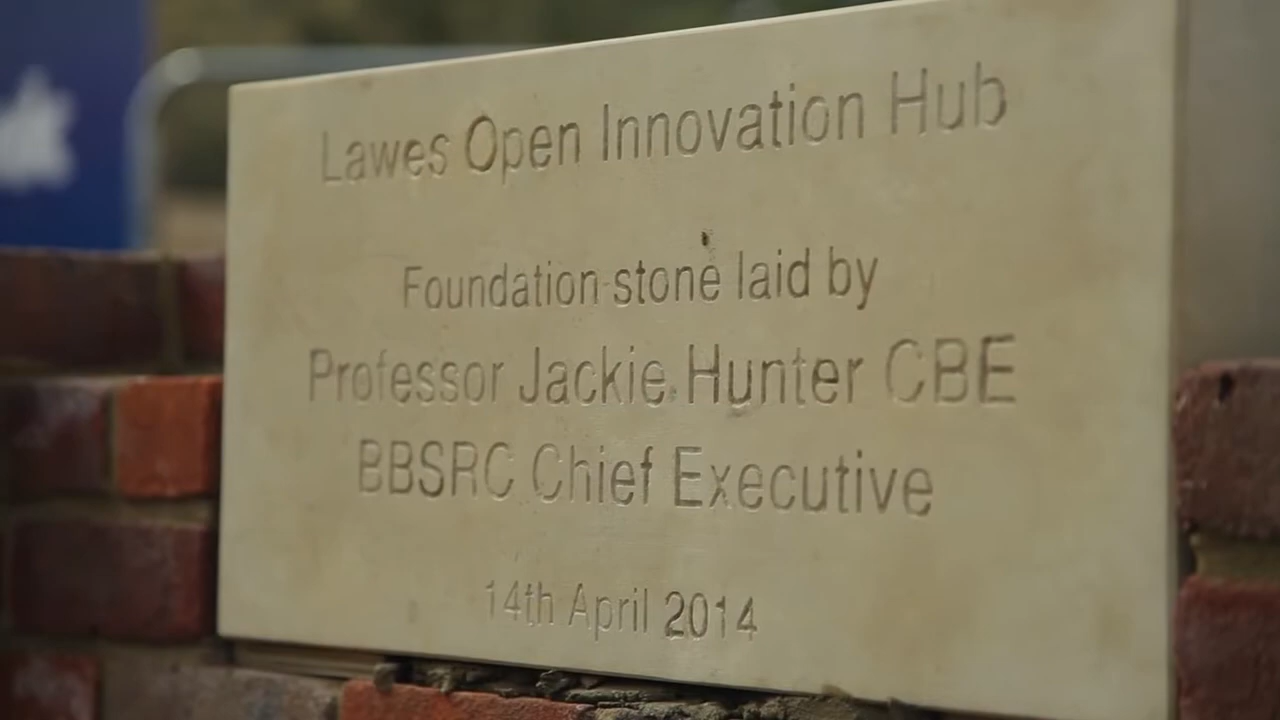 Lawes Open Innovation Hub
Foundation stone laid by
Professor Jackie Hunter CBE
BBSRC Chief Executive
14th April 2014